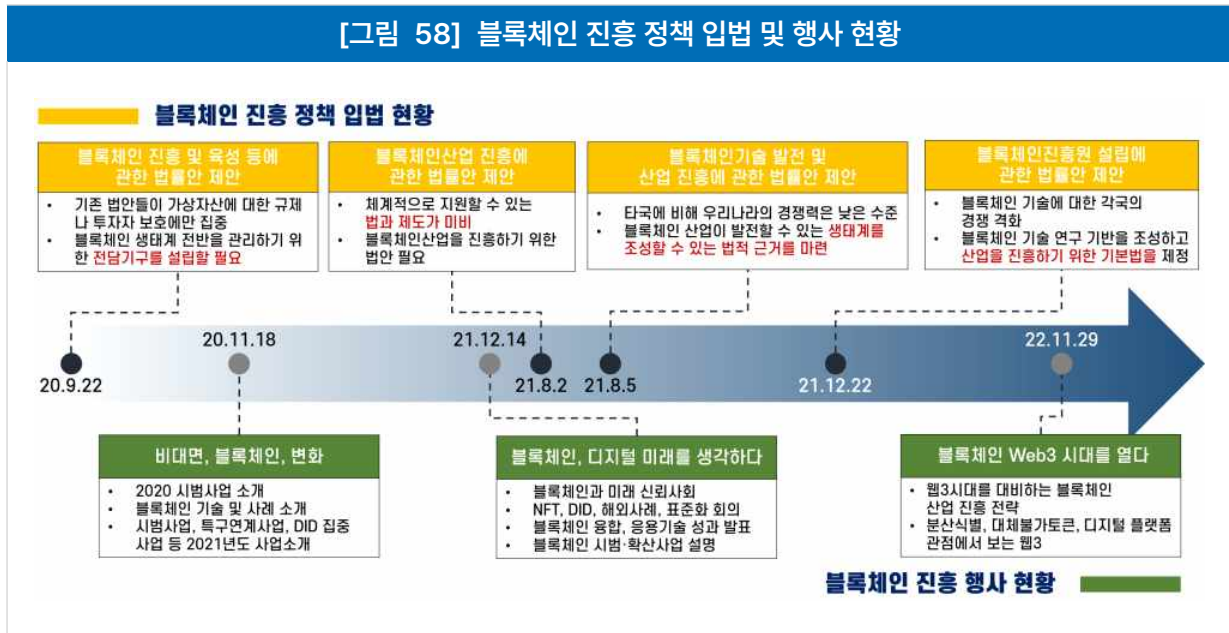 [그림 58] 블록체인 진흥 정책 입법 및 행사 현황
블록체인 진흥 정책 입법 현황
블록체인 진흥 및 육성 등에
관한 법률안 제안
• 기존 법안들이 가상자산에 대한 규제
나 투자자 보호에만 집중
• 블록체인 생태계 전반을 관리하기 위
한 전담기구를 설립할 필요
블록체인산업 진흥에
관한 법률안 제안
• 체계적으로 지원할 수 있는
법과 제도가 미비
• 블록체인산업을 진흥하기 위한
법안 필요
블록체인기술 발전 및
산업 진흥에 관한 법률안 제안
• 타국에 비해 우리나라의 경쟁력은 낮은 수준
• 블록체인 산업이 발전할 수 있는 생태계를
조성할 수 있는 법적 근거를 마련
블록체인진흥원 설립에
관한 법률안 제안
• 블록체인 기술에 대한 각국의
경쟁 격화
• 블록체인 기술 연구 기반을 조성하고
산업을 진흥하기 위한 기본법을 제정
20.11.18
21.12.14
22.11.29
20.9.22
21.8.2
21.8.5
21.12.22
비대면, 블록체인, 변화
• 2020 시범사업 소개
• 블록체인 기술 및 사례 소개
• 시범사업, 특구연계사업, DID 집중
사업 등 2021년도 사업소개
블록체인, 디지털 미래를 생각하다
• 블록체인과 미래 신뢰사회
• NFT, DID, 해외사례, 표준화 회의
• 블록체인 융합, 응용기술 성과 발표
• 블록체인 시범·확산사업 설명
블록체인 Web3 시대를 열다
• 웹3시대를 대비하는 블록체인
산업 진흥 전략
• 분산식별, 대체불가토큰, 디지털 플랫폼
관점에서 보는 웹3
블록체인 진흥 행사 현황